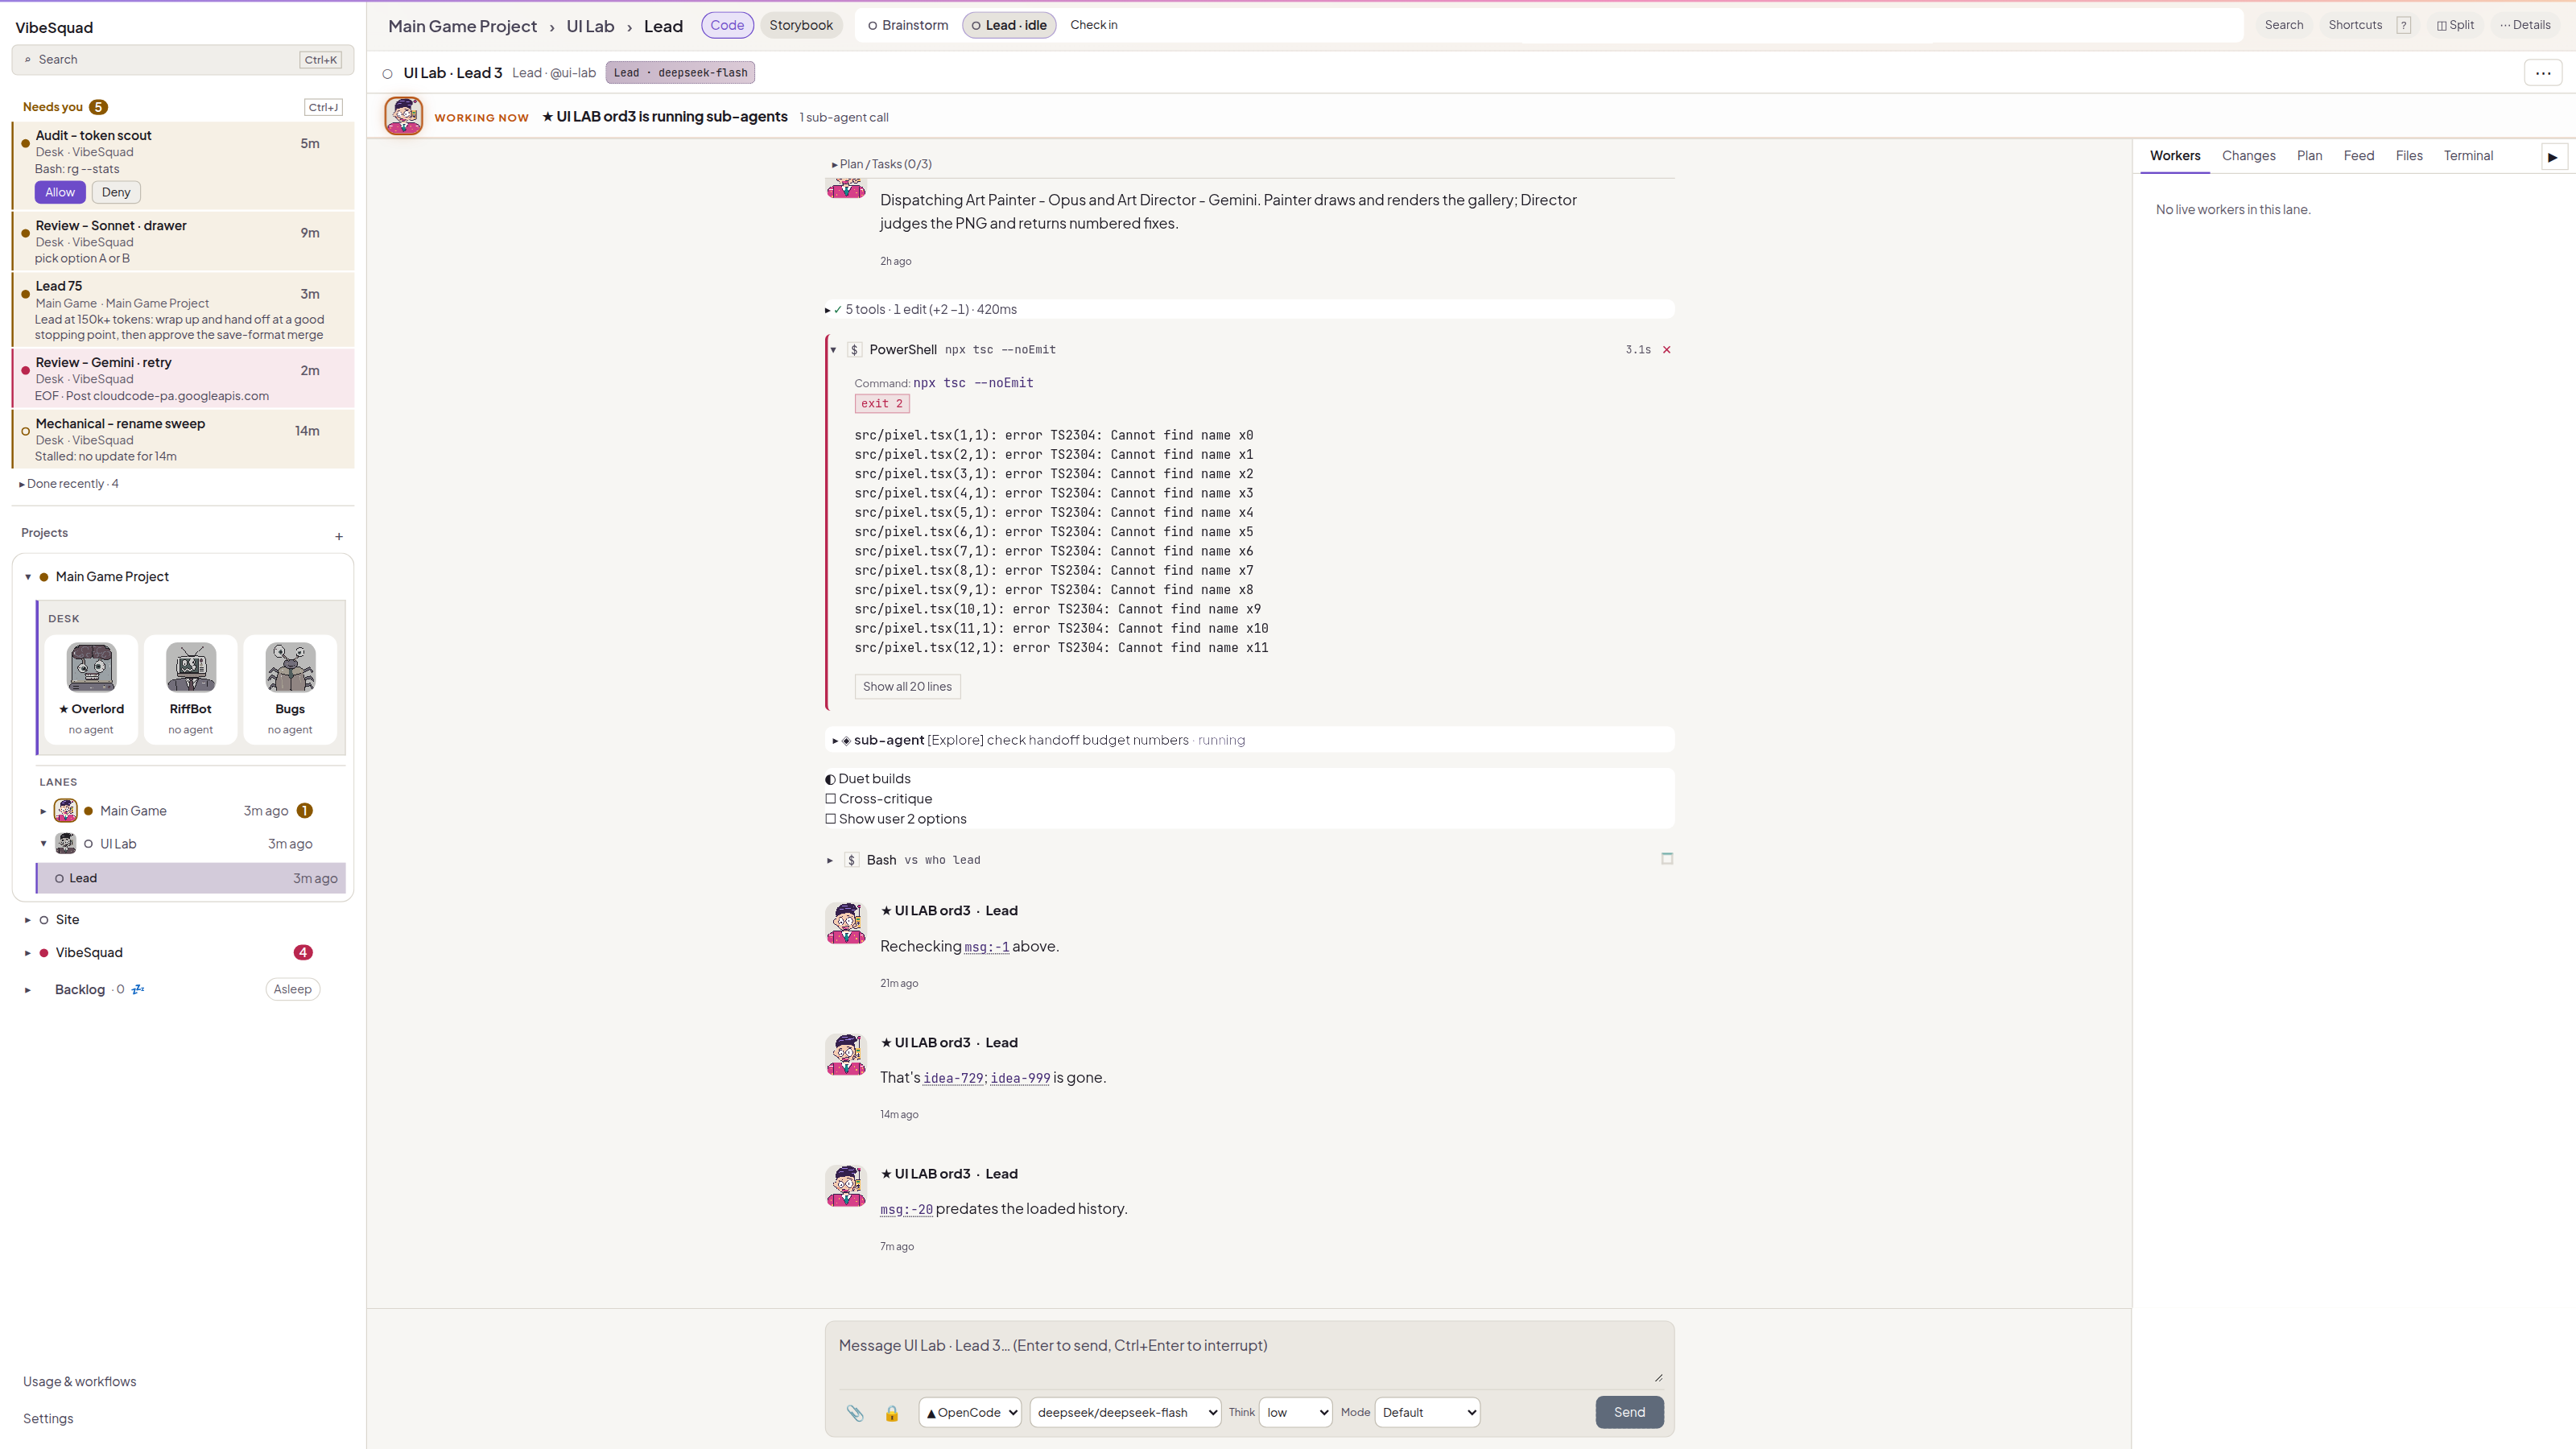 VibeSquad
Search Ctrl+K
Needs you 5 Ctrl+J
Audit – token scout 5m
Desk · VibeSquad
Bash: rg --stats
Allow Deny
Review – Sonnet · drawer 9m
Desk · VibeSquad
pick option A or B
Lead 75 3m
Main Game · Main Game Project
Lead at 150k+ tokens: wrap up and hand off at a good
stopping point, then approve the save-format merge
Review – Gemini · retry 2m
Desk · VibeSquad
EOF · Post cloudcode-pa.googleapis.com
Mechanical – rename sweep 14m
Desk · VibeSquad
Stalled: no update for 14m
▸ Done recently · 4
Projects +
▾ Main Game Project
DESK
★ Overlord RiffBot Bugs
no agent no agent no agent
LANES
▸ Main Game 3m ago 1
▾ UI Lab 3m ago
Lead 3m ago
▸ Site
▸ VibeSquad 4
▸ Backlog · 0 💤 Asleep
Usage & workflows
Settings
Main Game Project › UI Lab › Lead Code Storybook Brainstorm Lead · idle Check in Search Shortcuts ? Split ··· Details
UI Lab · Lead 3 Lead · @ui-lab Lead · deepseek-flash ···
WORKING NOW ★ UI LAB ord3 is running sub-agents 1 sub-agent call
▸ Plan / Tasks (0/3)
Dispatching Art Painter - Opus and Art Director - Gemini. Painter draws and renders the gallery; Director
judges the PNG and returns numbered fixes.
2h ago
▸ ✓ 5 tools · 1 edit (+2 −1) · 420ms
▾ $ PowerShell npx tsc --noEmit 3.1s ✕
Command: npx tsc --noEmit
exit 2
src/pixel.tsx(1,1): error TS2304: Cannot find name x0
src/pixel.tsx(2,1): error TS2304: Cannot find name x1
src/pixel.tsx(3,1): error TS2304: Cannot find name x2
src/pixel.tsx(4,1): error TS2304: Cannot find name x3
src/pixel.tsx(5,1): error TS2304: Cannot find name x4
src/pixel.tsx(6,1): error TS2304: Cannot find name x5
src/pixel.tsx(7,1): error TS2304: Cannot find name x6
src/pixel.tsx(8,1): error TS2304: Cannot find name x7
src/pixel.tsx(9,1): error TS2304: Cannot find name x8
src/pixel.tsx(10,1): error TS2304: Cannot find name x9
src/pixel.tsx(11,1): error TS2304: Cannot find name x10
src/pixel.tsx(12,1): error TS2304: Cannot find name x11
Show all 20 lines
▸ ◈ sub-agent [Explore] check handoff budget numbers · running
◐ Duet builds
☐ Cross-critique
☐ Show user 2 options
▸ $ Bash vs who lead
★ UI LAB ord3 · Lead
Rechecking msg:-1 above.
21m ago
★ UI LAB ord3 · Lead
That's idea-729; idea-999 is gone.
14m ago
★ UI LAB ord3 · Lead
msg:-20 predates the loaded history.
7m ago
Message UI Lab · Lead 3… (Enter to send, Ctrl+Enter to interrupt)
📎 🔒 ▲ OpenCode deepseek/deepseek-flash Think low Mode Default Send
Workers Changes Plan Feed Files Terminal ▶
No live workers in this lane.